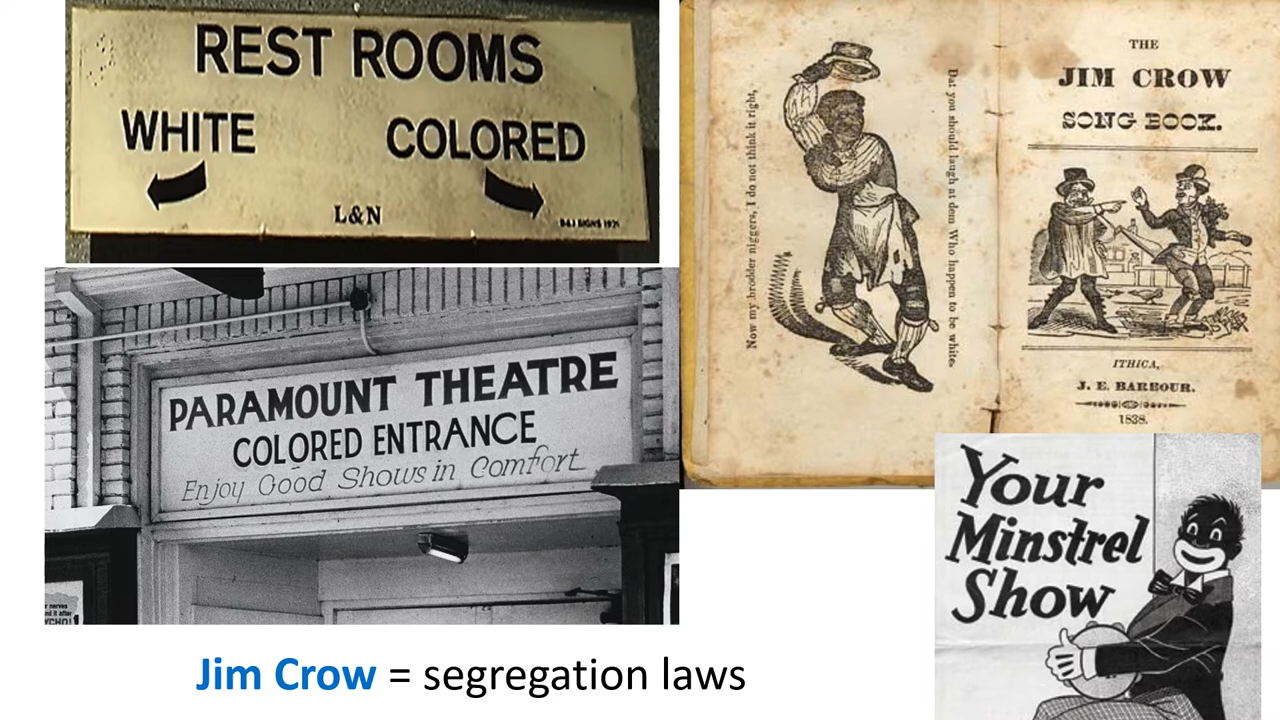 REST ROOMS
WHITE
COLORED
L&N
B&J SIGNS 1931
PARAMOUNT THEATRE
COLORED ENTRANCE
Enjoy Good Shows in Comfort
Now my brodder niggers, I do not think it right,
Dat you should laugh at dem Who happen to be white.
THE
JIM CROW
SONG BOOK.
ITHICA,
J. E. BARBOUR.
1838.
Your
Minstrel
Show
Jim Crow = segregation laws